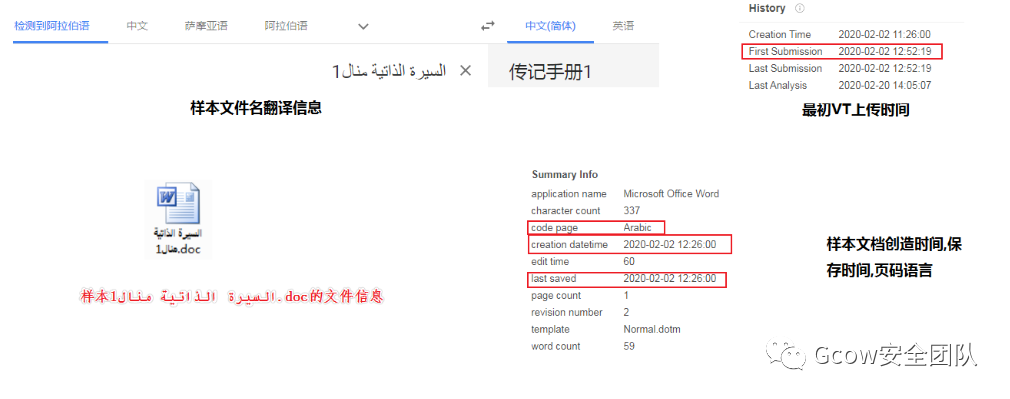 检测到阿拉伯语 中文 萨摩亚语 阿拉伯语 中文(简体) 英语
السيرة الذاتية منال1
传记手册1
样本文件名翻译信息
History
Creation Time 2020-02-02 11:26:00
First Submission 2020-02-02 12:52:19
Last Submission 2020-02-02 12:52:19
Last Analysis 2020-02-20 14:05:07
最初VT上传时间
السيرة الذاتية
منال1.doc
样本1السيرة الذاتية منال.doc的文件信息
Summary Info
application name Microsoft Office Word
character count 337
code page Arabic
creation datetime 2020-02-02 12:26:00
edit time 60
last saved 2020-02-02 12:26:00
page count 1
revision number 2
template Normal.dotm
word count 59
样本文档创造时间,保
存时间,页码语言
Gcow安全团队